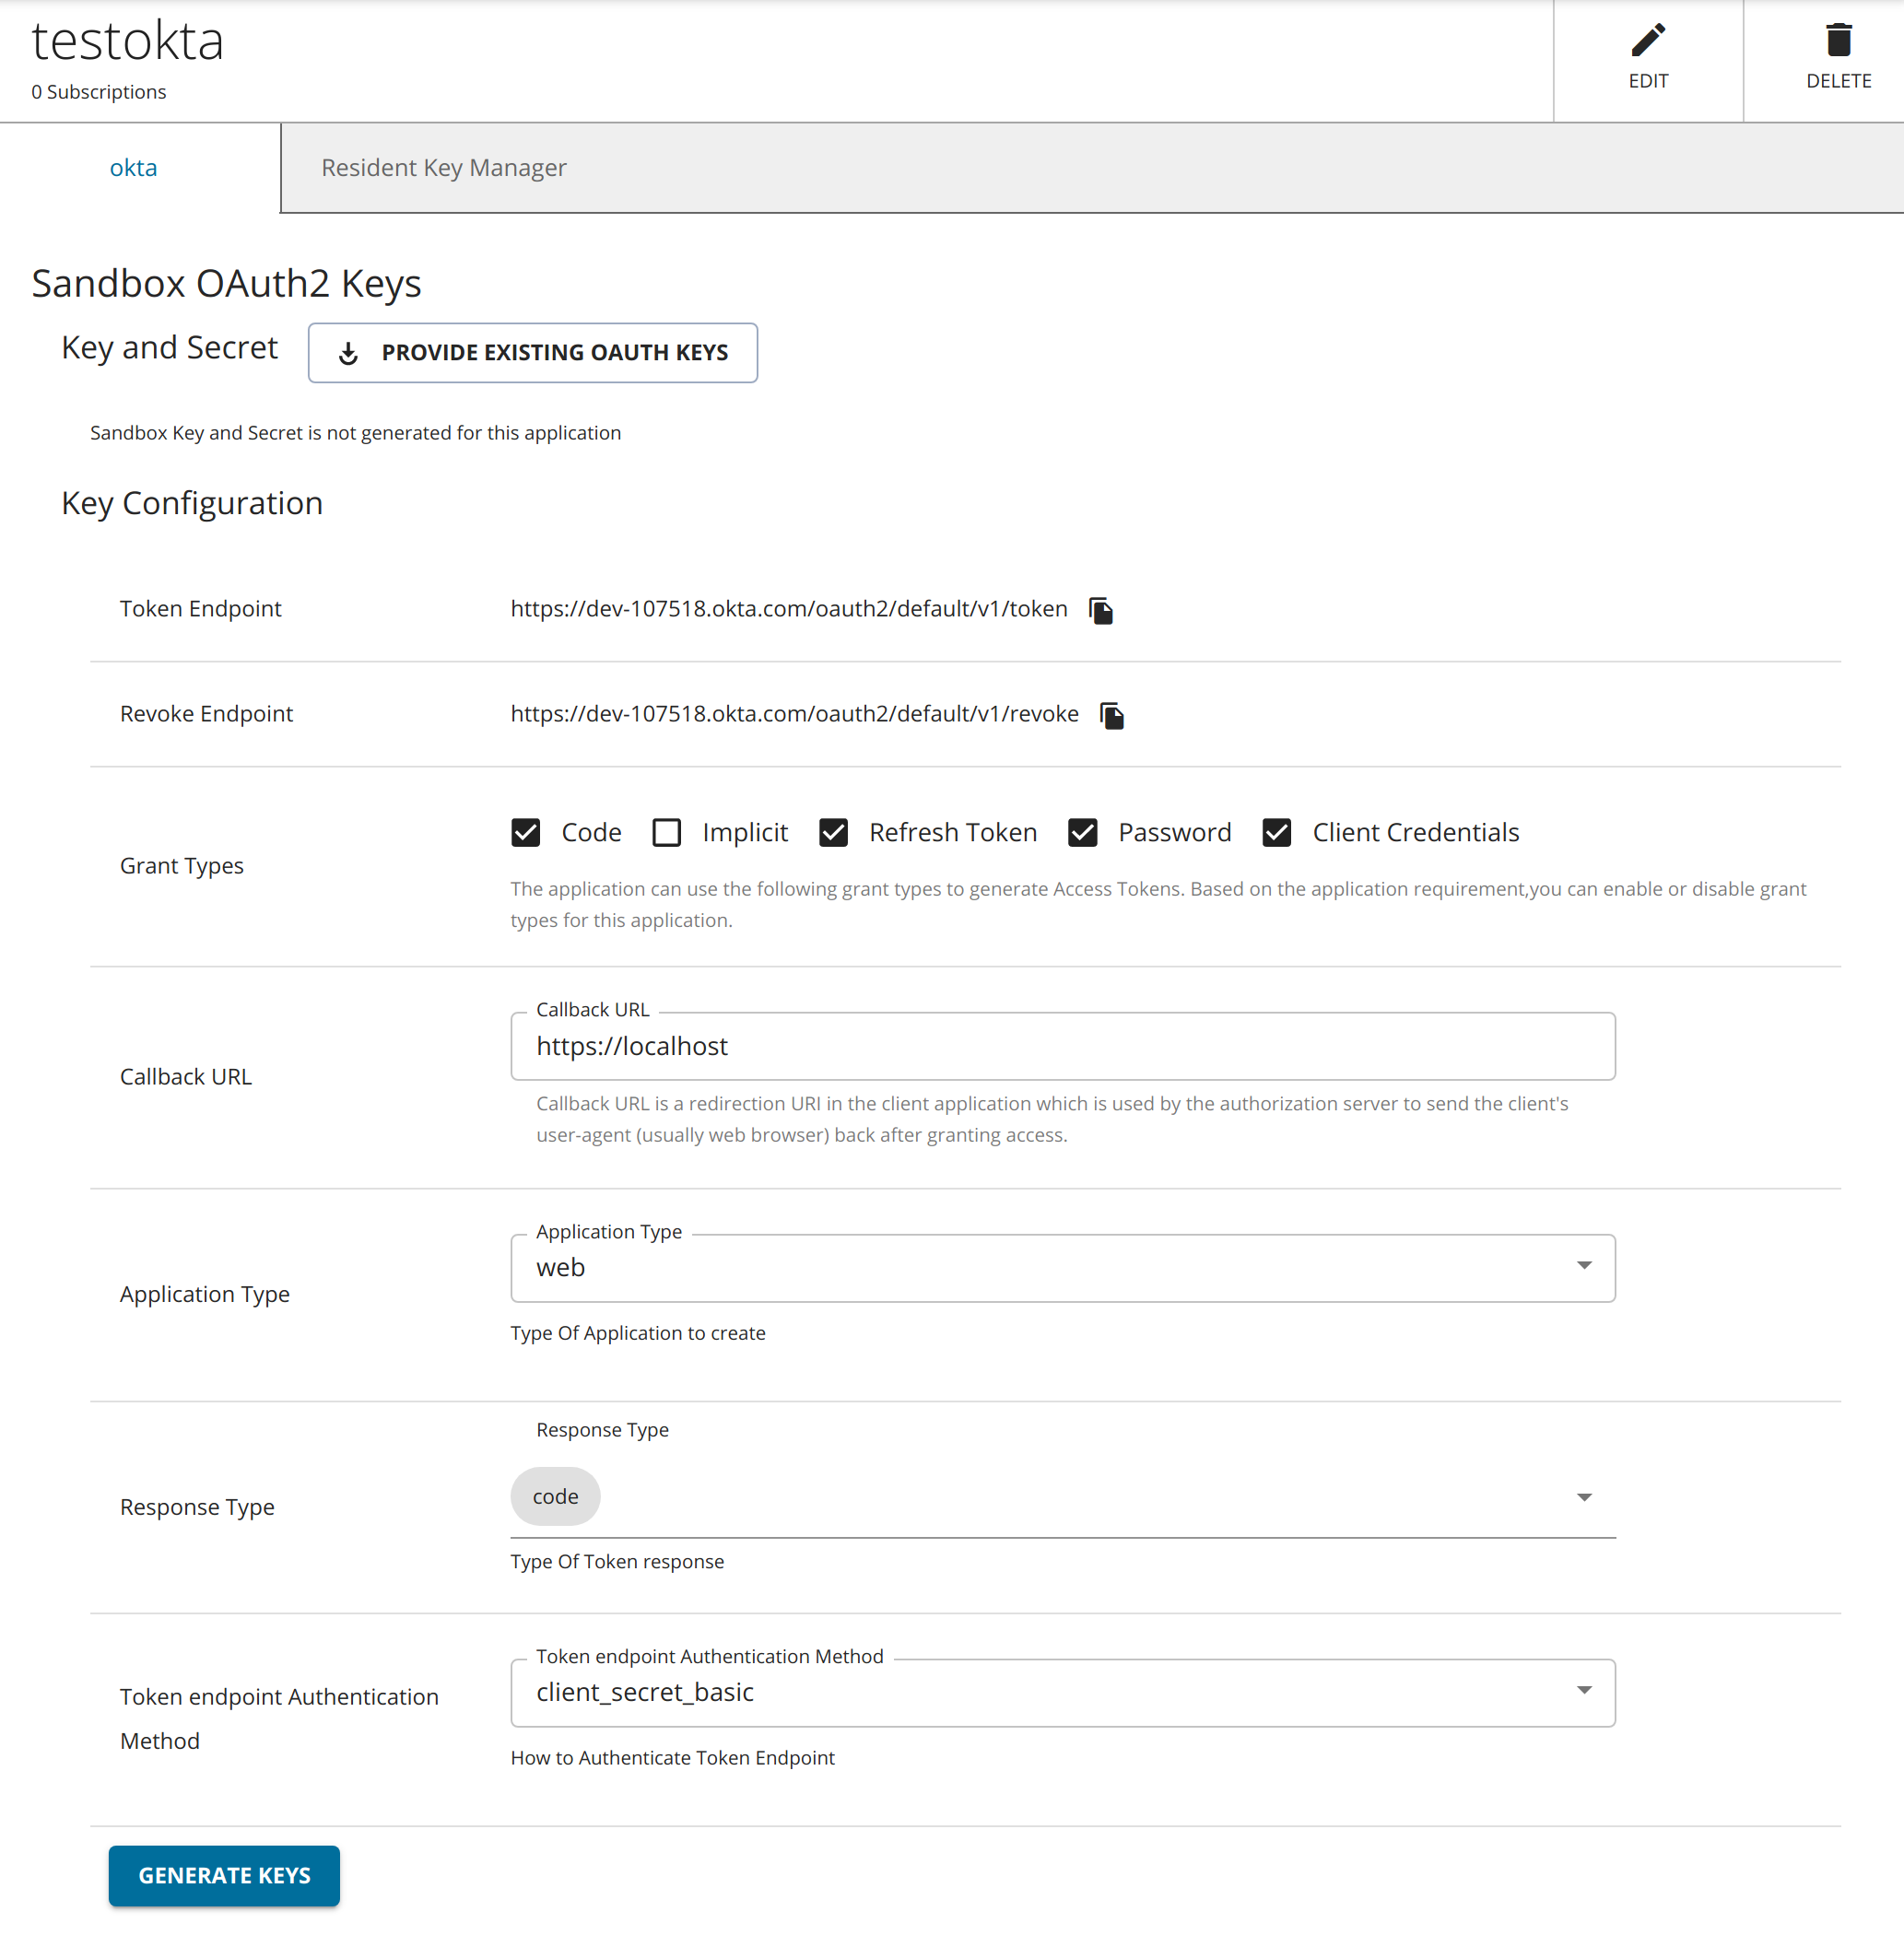 testokta
0 Subscriptions
EDIT
DELETE
okta
Resident Key Manager
Sandbox OAuth2 Keys
Key and Secret
PROVIDE EXISTING OAUTH KEYS
Sandbox Key and Secret is not generated for this application
Key Configuration
Token Endpoint
https://dev-107518.okta.com/oauth2/default/v1/token
Revoke Endpoint
https://dev-107518.okta.com/oauth2/default/v1/revoke
Grant Types
Code
Implicit
Refresh Token
Password
Client Credentials
The application can use the following grant types to generate Access Tokens. Based on the application requirement,you can enable or disable grant
types for this application.
Callback URL
Callback URL
https://localhost
Callback URL is a redirection URI in the client application which is used by the authorization server to send the client's
user-agent (usually web browser) back after granting access.
Application Type
Application Type
web
Type Of Application to create
Response Type
Response Type
code
Type Of Token response
Token endpoint Authentication
Method
Token endpoint Authentication Method
client_secret_basic
How to Authenticate Token Endpoint
GENERATE KEYS